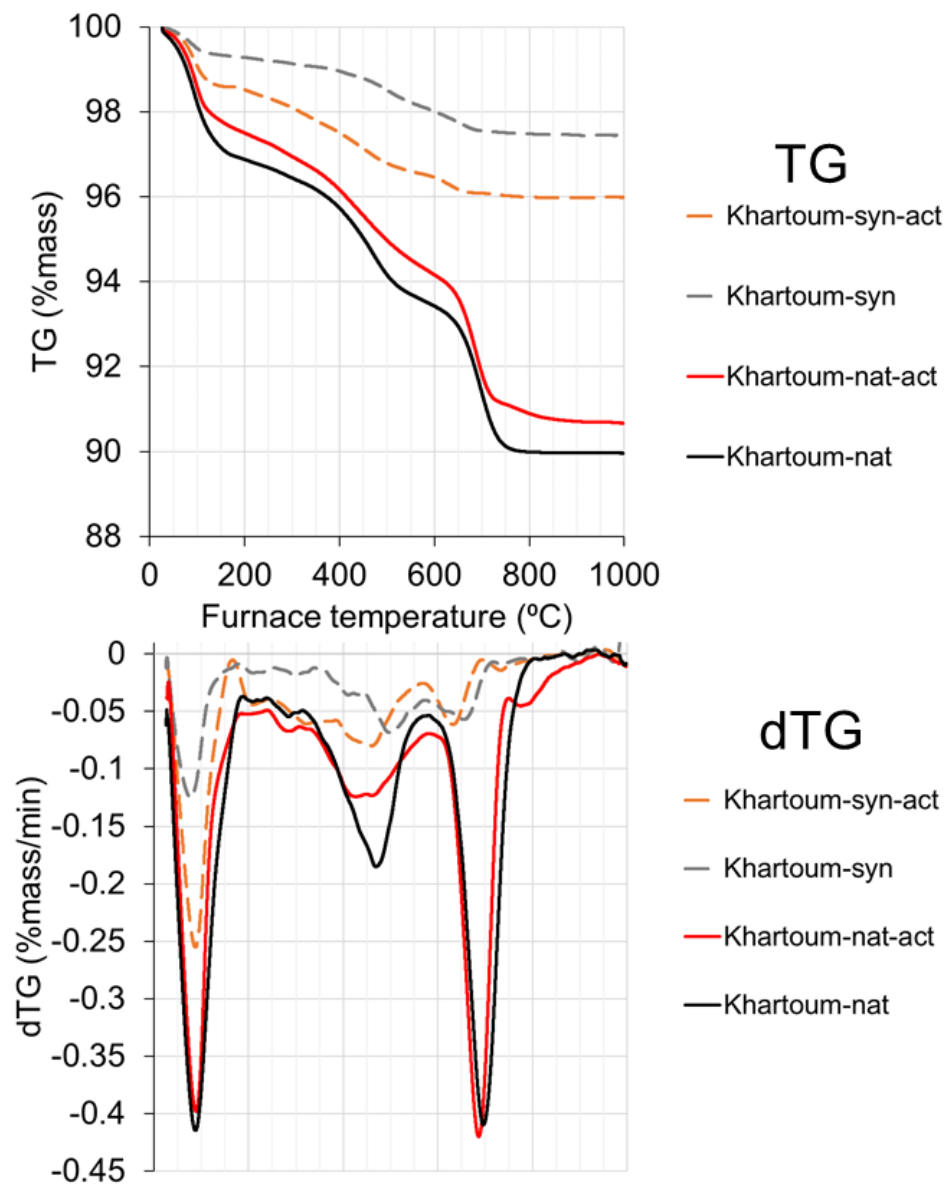 100
98
96
94
92
90
88
TG (%mass)
0 200 400 600 800 1000
Furnace temperature (ºC)
TG
Khartoum-syn-act
Khartoum-syn
Khartoum-nat-act
Khartoum-nat
0
-0.05
-0.1
-0.15
-0.2
-0.25
-0.3
-0.35
-0.4
-0.45
dTG (%mass/min)
dTG
Khartoum-syn-act
Khartoum-syn
Khartoum-nat-act
Khartoum-nat